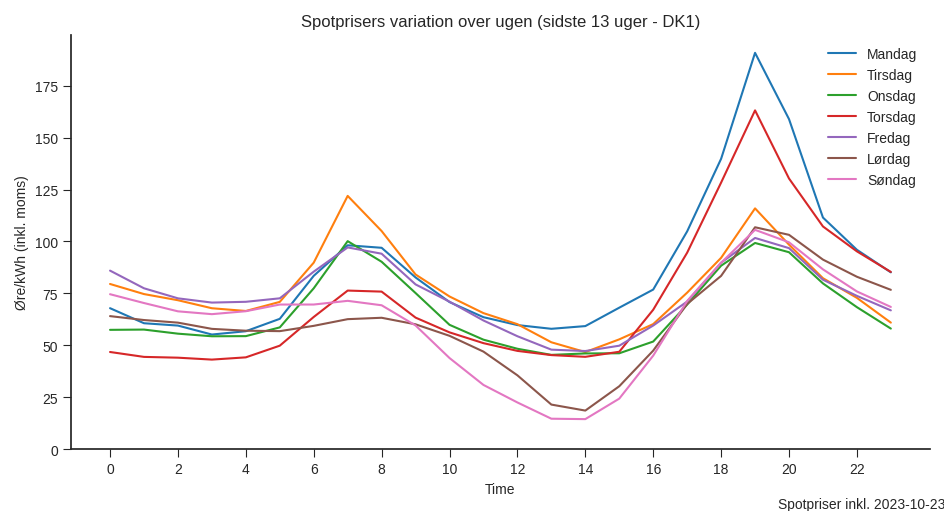 Spotprisers variation over ugen (sidste 13 uger - DK1)
Øre/kWh (inkl. moms)
175
150
125
100
75
50
25
0
0 2 4 6 8 10 12 14 16 18 20 22
Time
Mandag
Tirsdag
Onsdag
Torsdag
Fredag
Lørdag
Søndag
Spotpriser inkl. 2023-10-23